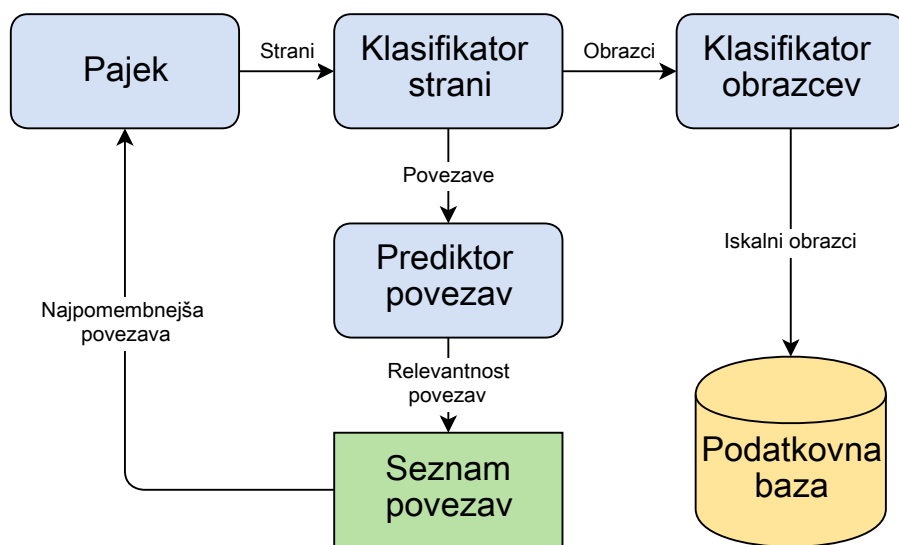 Pajek
Strani
Klasifikator
strani
Obrazci
Klasifikator
obrazcev
Povezave
Prediktor
povezav
Iskalni obrazci
Najpomembnejša
povezava
Relevantnost
povezav
Seznam
povezav
Podatkovna
baza